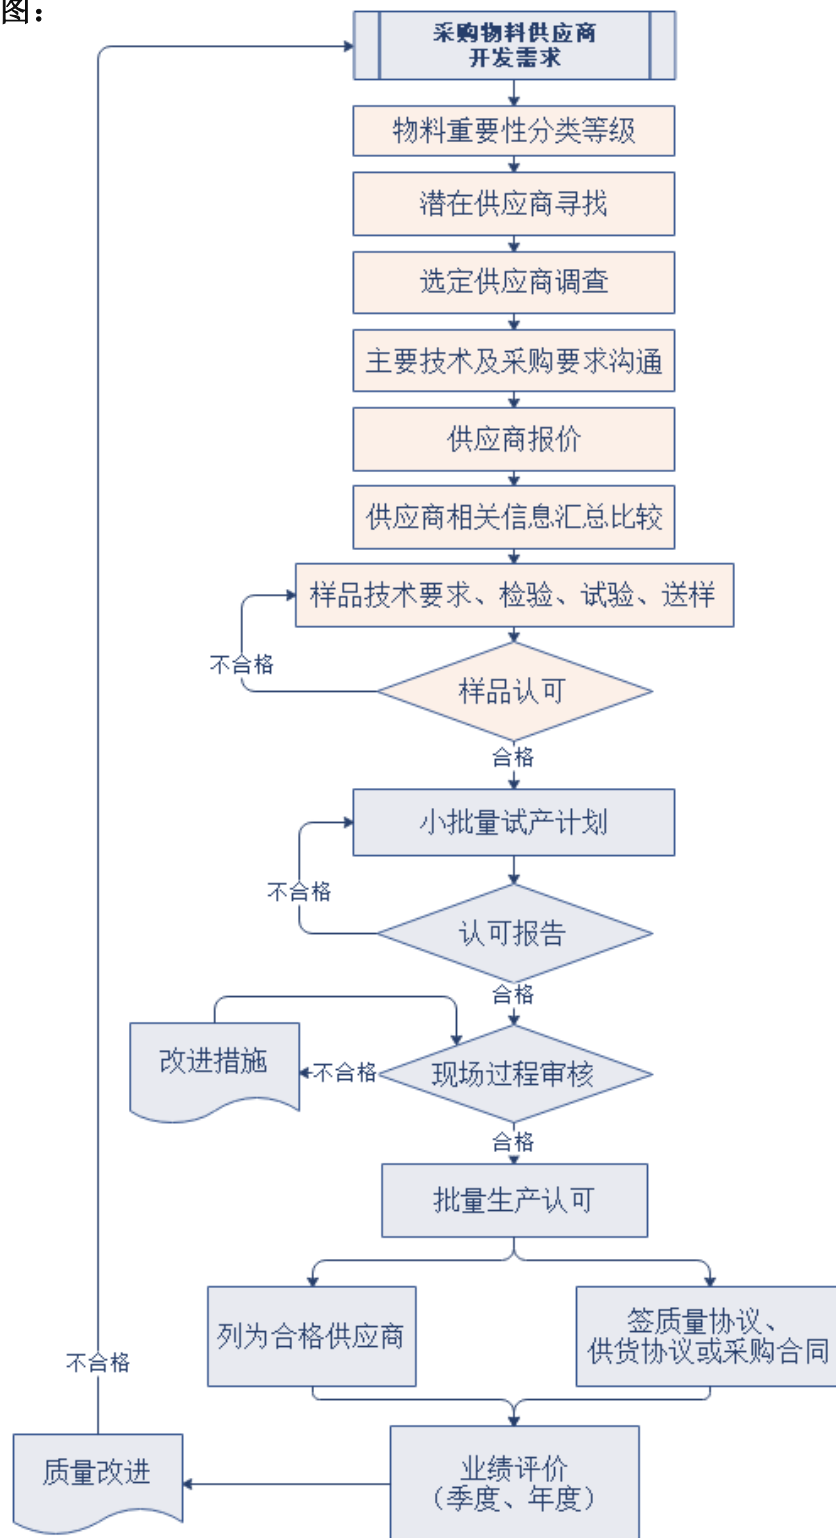 图：
采购物料供应商
开发需求
物料重要性分类等级
潜在供应商寻找
选定供应商调查
主要技术及采购要求沟通
供应商报价
供应商相关信息汇总比较
样品技术要求、检验、试验、送样
不合格
样品认可
合格
小批量试产计划
不合格
认可报告
合格
改进措施
不合格
现场过程审核
合格
批量生产认可
列为合格供应商
签质量协议、
供货协议或采购合同
不合格
质量改进
业绩评价
（季度、年度）